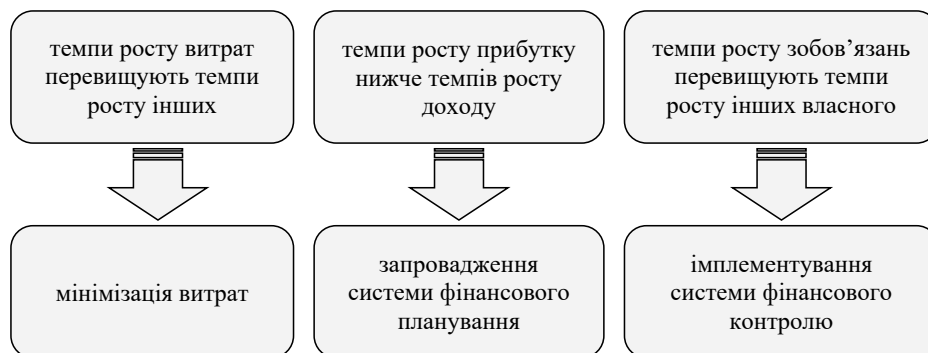 темпи росту витрат
перевищують темпи
росту інших
темпи росту прибутку
нижче темпів росту
доходу
темпи росту зобов’язань
перевищують темпи
росту інших власного
мінімізація витрат
запровадження
системи фінансового
планування
імплементування
системи фінансового
контролю